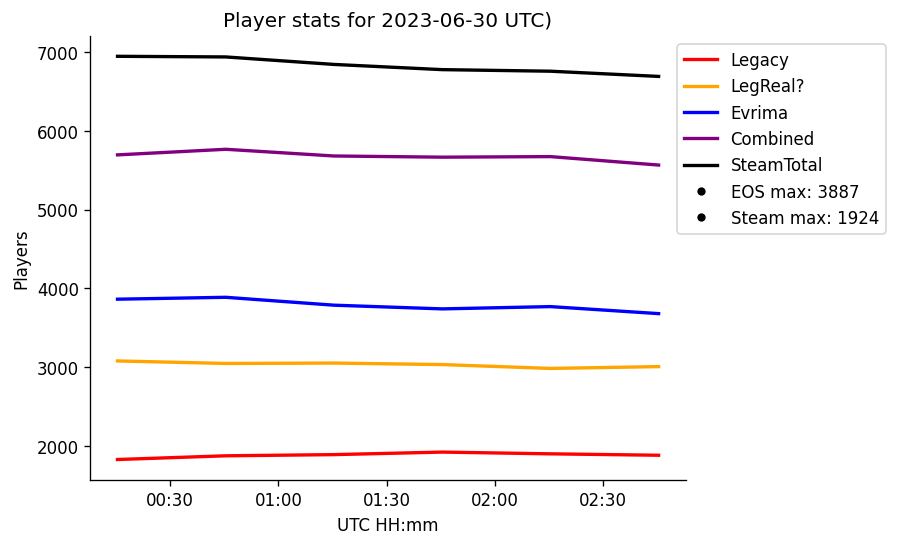 Player stats for 2023-06-30 UTC)
7000
6000
5000
4000
3000
2000
Players
00:30
01:00
01:30
02:00
02:30
UTC HH:mm
Legacy
LegReal?
Evrima
Combined
SteamTotal
EOS max: 3887
Steam max: 1924